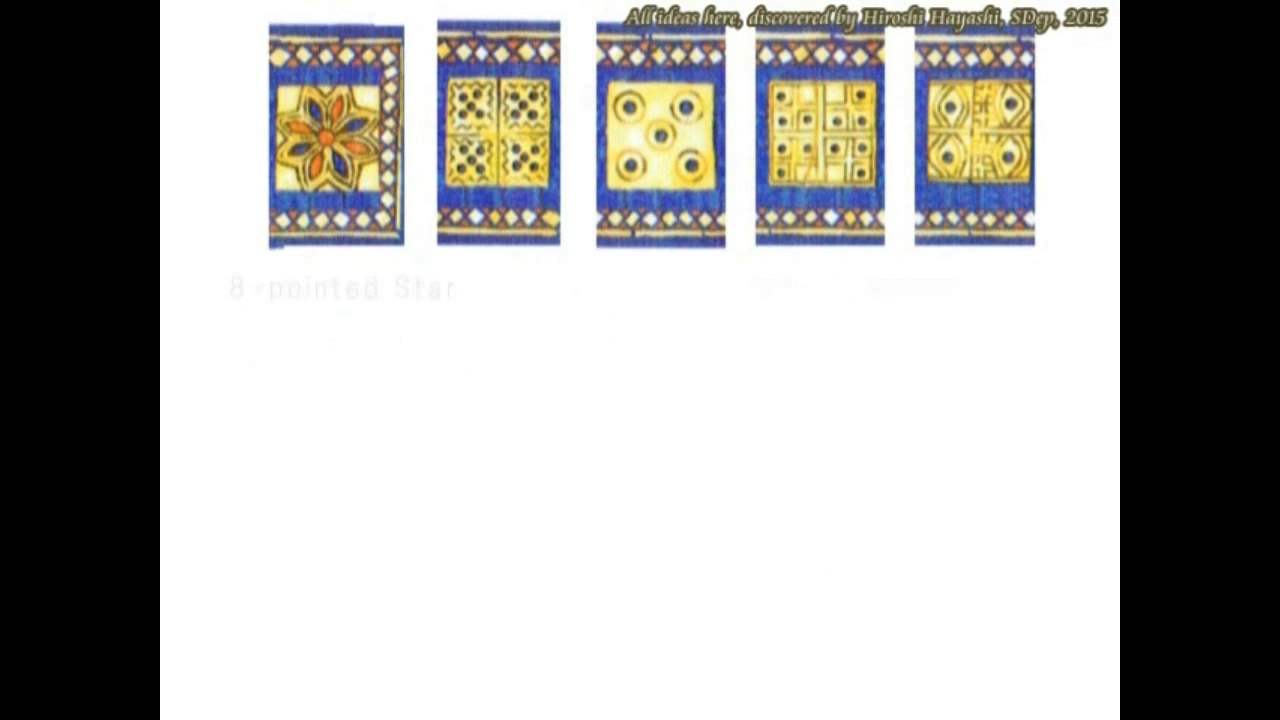 All ideas here, discovered by Hiroshi Hayashi, SDep, 2015
8-pointed Star